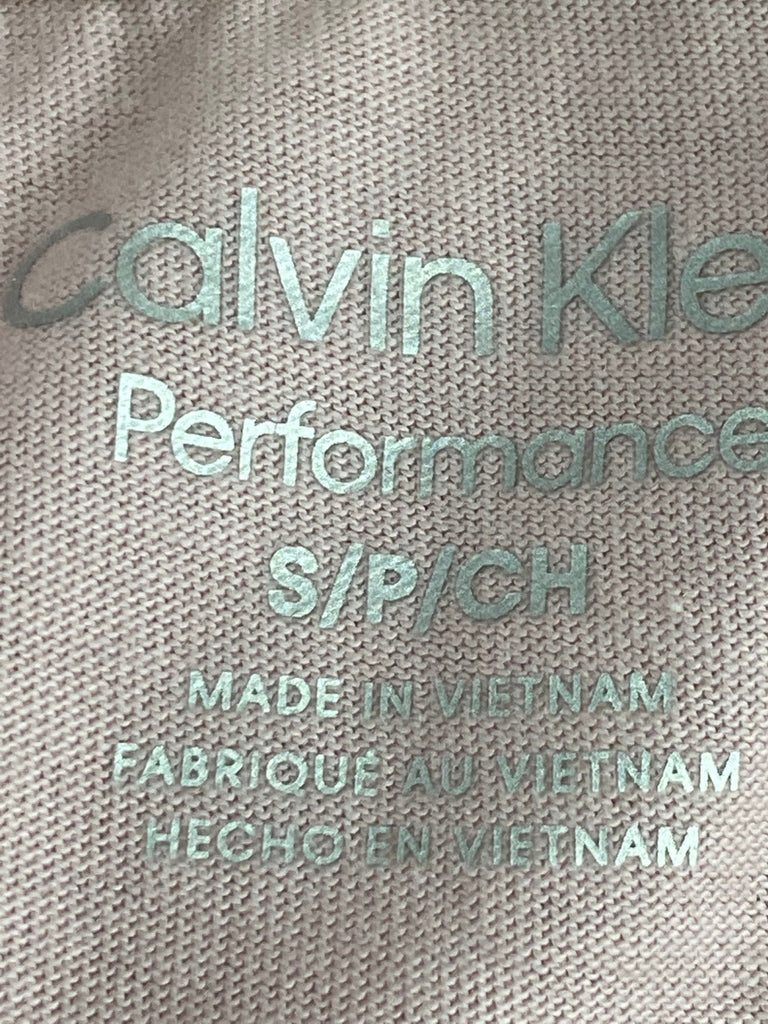 Calvin Kle
Performance
S/P/CH
MADE IN VIETNAM
FABRIQUÉ AU VIETNAM
HECHO EN VIETNAM